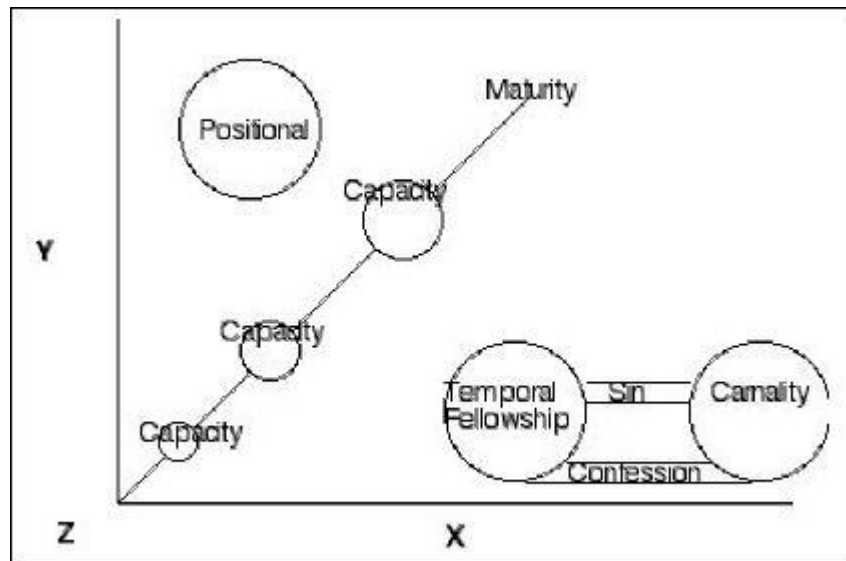 Maturity
Positional
Capacity
Y
Capacity
Temporal
Fellowship
Sin
Carnality
Capacity
Confession
Z
X